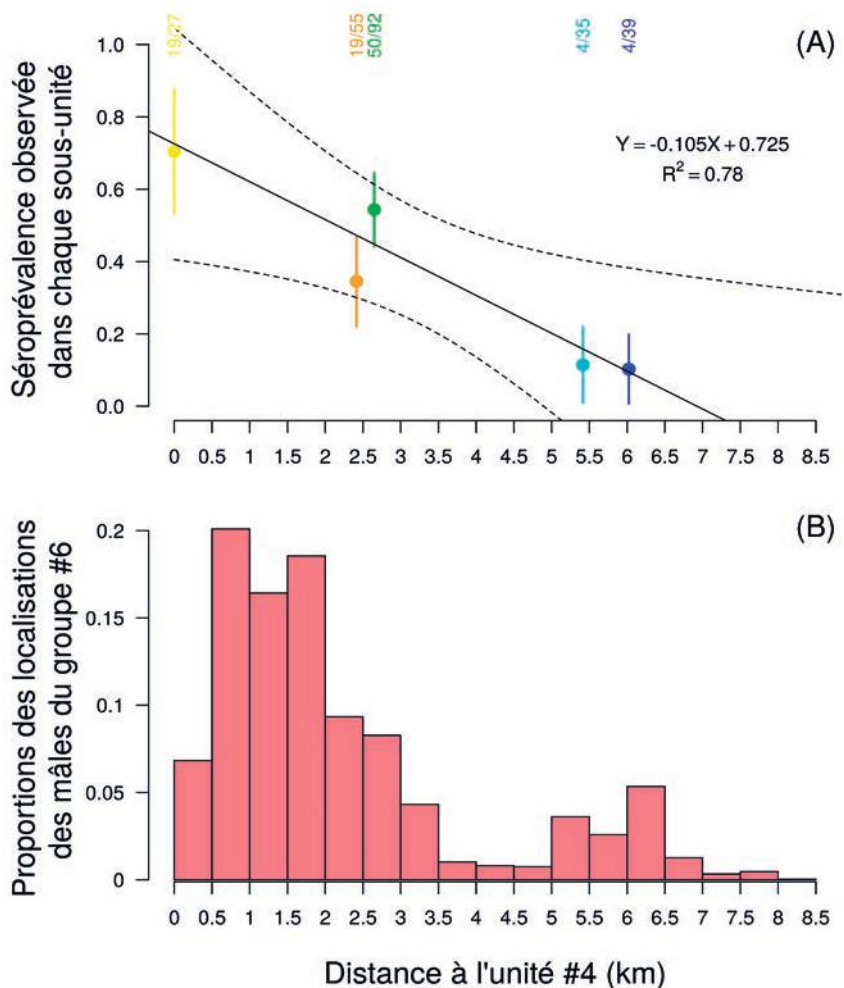 19/27 19/55 50/92 4/35 4/39
(A)
1.0
0.8
0.6
0.4
0.2
0.0
Séroprévalence observée
dans chaque sous-unité
Y = -0.105X + 0.725
R² = 0.78
0 0.5 1 1.5 2 2.5 3 3.5 4 4.5 5 5.5 6 6.5 7 7.5 8 8.5
(B)
0.2
0.15
0.1
0.05
0
Proportions des localisations
des mâles du groupe #6
0 0.5 1 1.5 2 2.5 3 3.5 4 4.5 5 5.5 6 6.5 7 7.5 8 8.5
Distance à l'unité #4 (km)